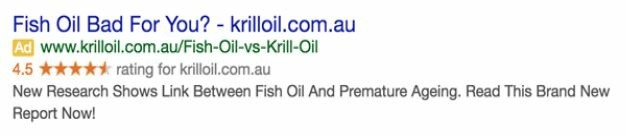 Fish Oil Bad For You? - krilloil.com.au
Ad www.krilloil.com.au/Fish-Oil-vs-Krill-Oil
4.5 ★★★★★ rating for krilloil.com.au
New Research Shows Link Between Fish Oil And Premature Ageing. Read This Brand New
Report Now!